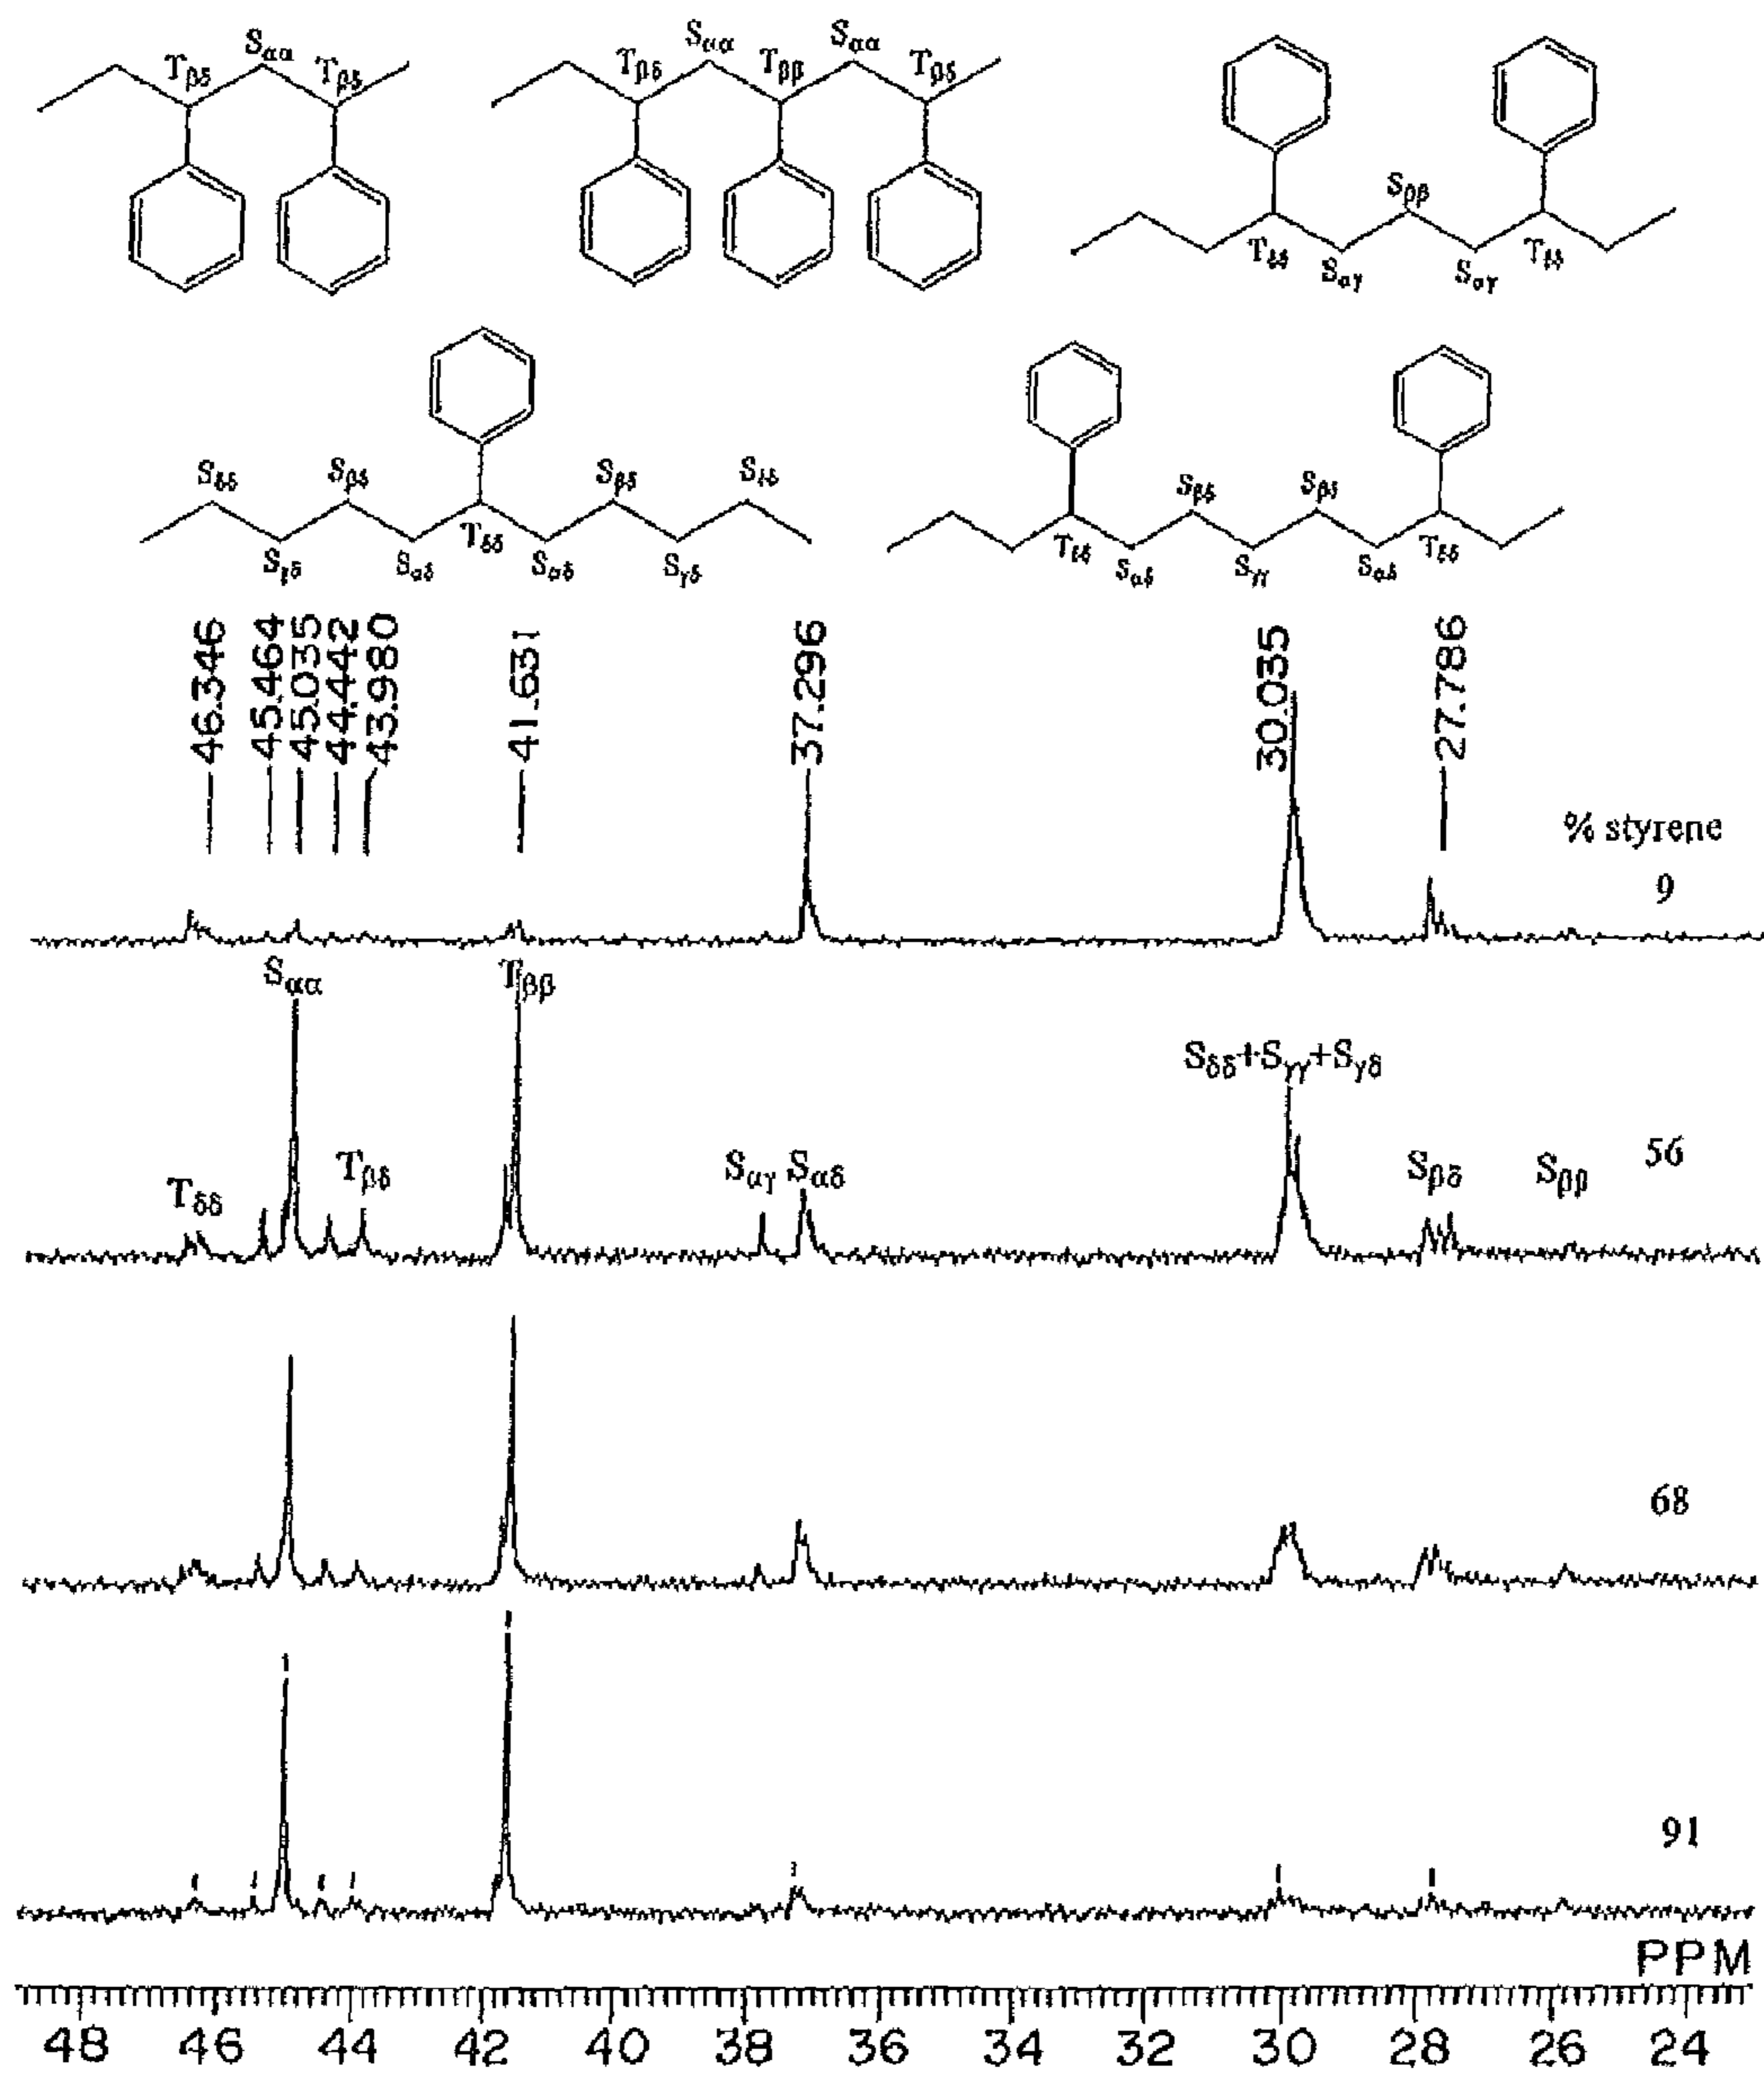 Tβδ Sαα Tβδ
Tβδ Sαα Tββ Sαα Tβδ
Tδδ Sαγ Sββ Sαγ Tδδ
Sδδ Sγδ Sβδ Sαδ Tδδ Sαδ Sβδ Sγδ Sδδ
Tδδ Sαδ Sβδ Sγγ Sβδ Sαδ Tδδ
46.346 45.464 45.035 44.442 43.980 41.631 37.296 30.035 27.786
% styrene
9
Sαα Tββ
Sδδ+Sγγ+Sγδ
Tδδ Tβδ Sαγ Sαδ Sβδ Sββ 56
68
91
PPM
48 46 44 42 40 38 36 34 32 30 28 26 24